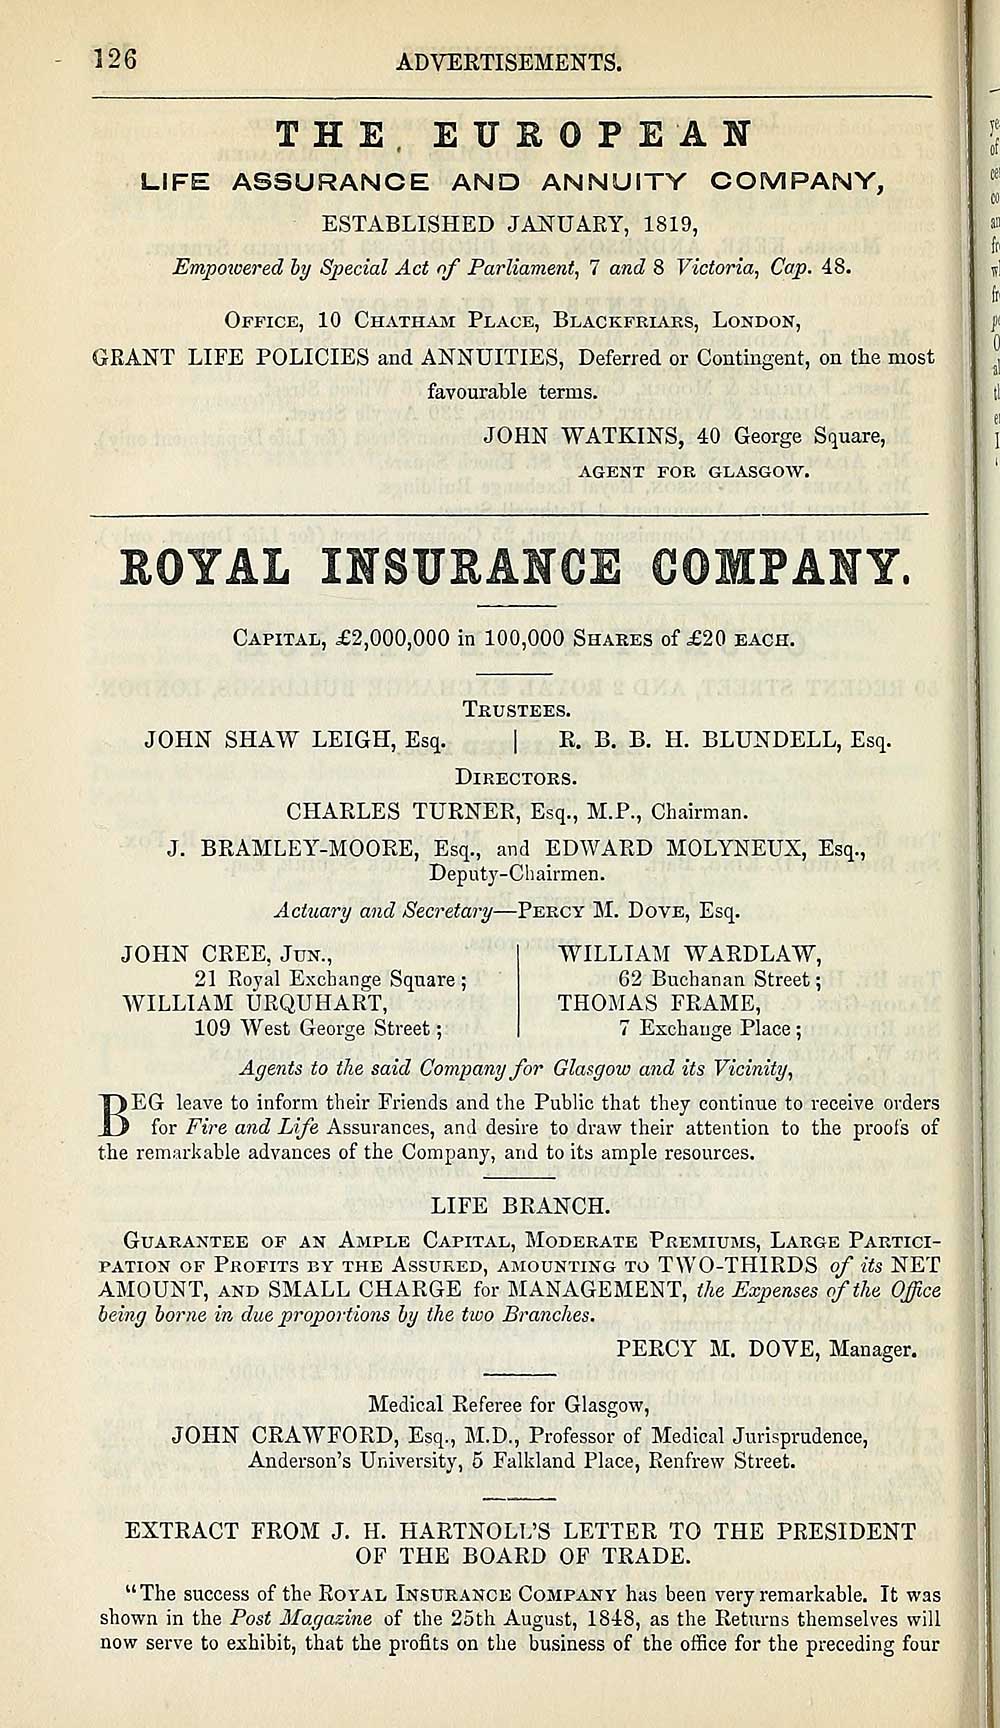 126
ADVERTISEMENTS.
THE EUROPEAN
LIFE ASSURANCE AND ANNUITY COMPANY,
ESTABLISHED JANUARY, 1819,
Empowered by Special Act of Parliament, 7 and 8 Victoria, Cap. 48.
OFFICE, 10 CHATHAM PLACE, BLACKFRIARS, LONDON,
GRANT LIFE POLICIES and ANNUITIES, Deferred or Contingent, on the most
favourable terms.
JOHN WATKINS, 40 George Square,
AGENT FOR GLASGOW.
ROYAL INSURANCE COMPANY.
CAPITAL, £2,000,000 in 100,000 SHARES of £20 EACH.
TRUSTEES.
JOHN SHAW LEIGH, Esq. | R. B. B. H. BLUNDELL, Esq.
DIRECTORS.
CHARLES TURNER, Esq., M.P., Chairman.
J. BRAMLEY-MOORE, Esq., and EDWARD MOLYNEUX, Esq.,
Deputy-Chairmen.
Actuary and Secretary—PERCY M. DOVE, Esq.
JOHN CREE, JUN.,
21 Royal Exchange Square;
WILLIAM URQUHART,
109 West George Street;
WILLIAM WARDLAW,
62 Buchanan Street;
THOMAS FRAME,
7 Exchange Place;
Agents to the said Company for Glasgow and its Vicinity,
BEG leave to inform their Friends and the Public that they continue to receive orders
for Fire and Life Assurances, and desire to draw their attention to the proofs of
the remarkable advances of the Company, and to its ample resources.
LIFE BRANCH.
GUARANTEE OF AN AMPLE CAPITAL, MODERATE PREMIUMS, LARGE PARTICI-
PATION OF PROFITS BY THE ASSURED, AMOUNTING TO TWO-THIRDS of its NET
AMOUNT, AND SMALL CHARGE for MANAGEMENT, the Expenses of the Office
being borne in due proportions by the two Branches.
PERCY M. DOVE, Manager.
Medical Referee for Glasgow,
JOHN CRAWFORD, Esq., M.D., Professor of Medical Jurisprudence,
Anderson's University, 5 Falkland Place, Renfrew Street.
EXTRACT FROM J. H. HARTNOLL'S LETTER TO THE PRESIDENT
OF THE BOARD OF TRADE.
"The success of the ROYAL INSURANCE COMPANY has been very remarkable. It was
shown in the Post Magazine of the 25th August, 1848, as the Returns themselves will
now serve to exhibit, that the profits on the business of the office for the preceding four